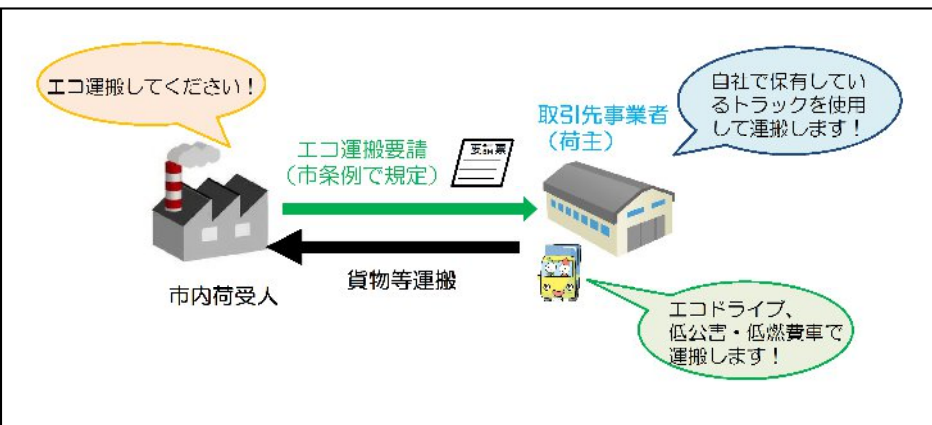 エコ運搬してください！
エコ運搬要請
（市条例で規定）
要請票
取引先事業者
（荷主）
自社で保有してい
るトラックを使用
して運搬します！
市内荷受人
貨物等運搬
エコドライブ、
低公害・低燃費車で
運搬します！